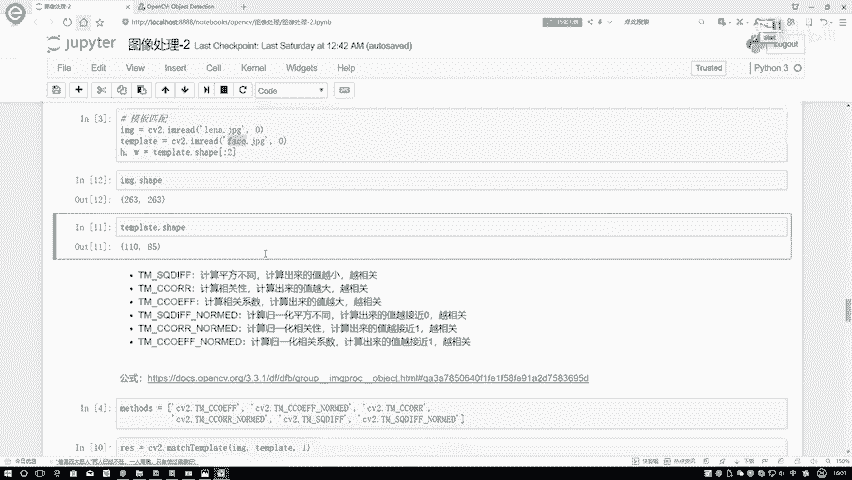 图像处理-2
OpenCV: Object Detection
http://localhost:8888/notebooks/opencv/图像处理/图像处理-2.ipynb
点此搜索
jupyter 图像处理-2 Last Checkpoint: Last Saturday at 12:42 AM (autosaved)
Logout
File Edit View Insert Cell Kernel Widgets Help
Trusted Python 3
Code
In [3]: # 模板匹配
img = cv2.imread('lena.jpg', 0)
template = cv2.imread('face.jpg', 0)
h, w = template.shape[:2]
In [12]: img.shape
Out[12]: (263, 263)
In [11]: template.shape
Out[11]: (110, 85)
TM_SQDIFF：计算平方不同，计算出来的值越小，越相关
TM_CCORR：计算相关性，计算出来的值越大，越相关
TM_CCOEFF：计算相关系数，计算出来的值越大，越相关
TM_SQDIFF_NORMED：计算归一化平方不同，计算出来的值越接近0，越相关
TM_CCORR_NORMED：计算归一化相关性，计算出来的值越接近1，越相关
TM_CCOEFF_NORMED：计算归一化相关系数，计算出来的值越接近1，越相关
公式：https://docs.opencv.org/3.3.1/df/dfb/group__imgproc__object.html#ga3a7850640f1fe1f58fe91a2d7583695d
In [4]: methods = ['cv2.TM_CCOEFF', 'cv2.TM_CCOEFF_NORMED', 'cv2.TM_CCORR',
'cv2.TM_CCORR_NORMED', 'cv2.TM_SQDIFF', 'cv2.TM_SQDIFF_NORMED']
In [10]: res = cv2.matchTemplate(img, template, 1)
150%